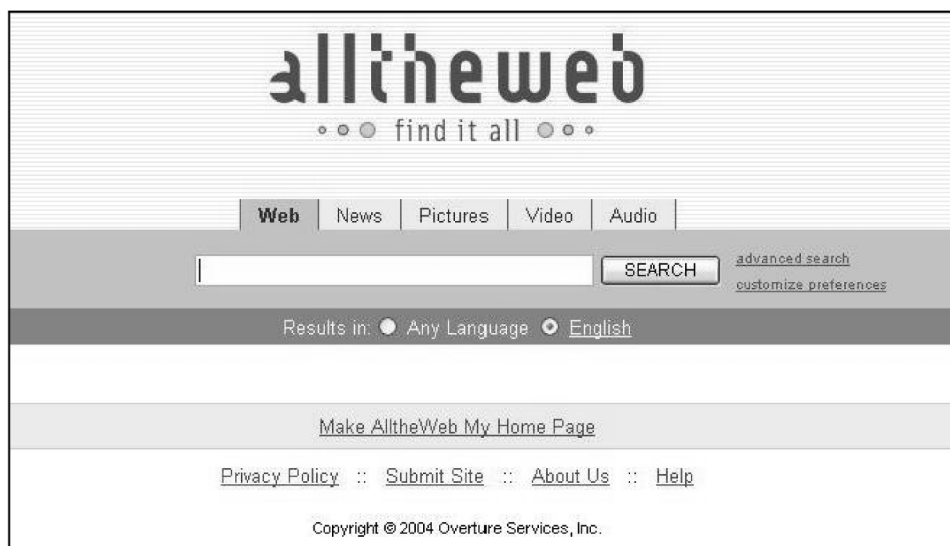 alltheweb
find it all
Web News Pictures Video Audio
SEARCH
advanced search
customize preferences
Results in: Any Language English
Make AlltheWeb My Home Page
Privacy Policy :: Submit Site :: About Us :: Help
Copyright © 2004 Overture Services, Inc.